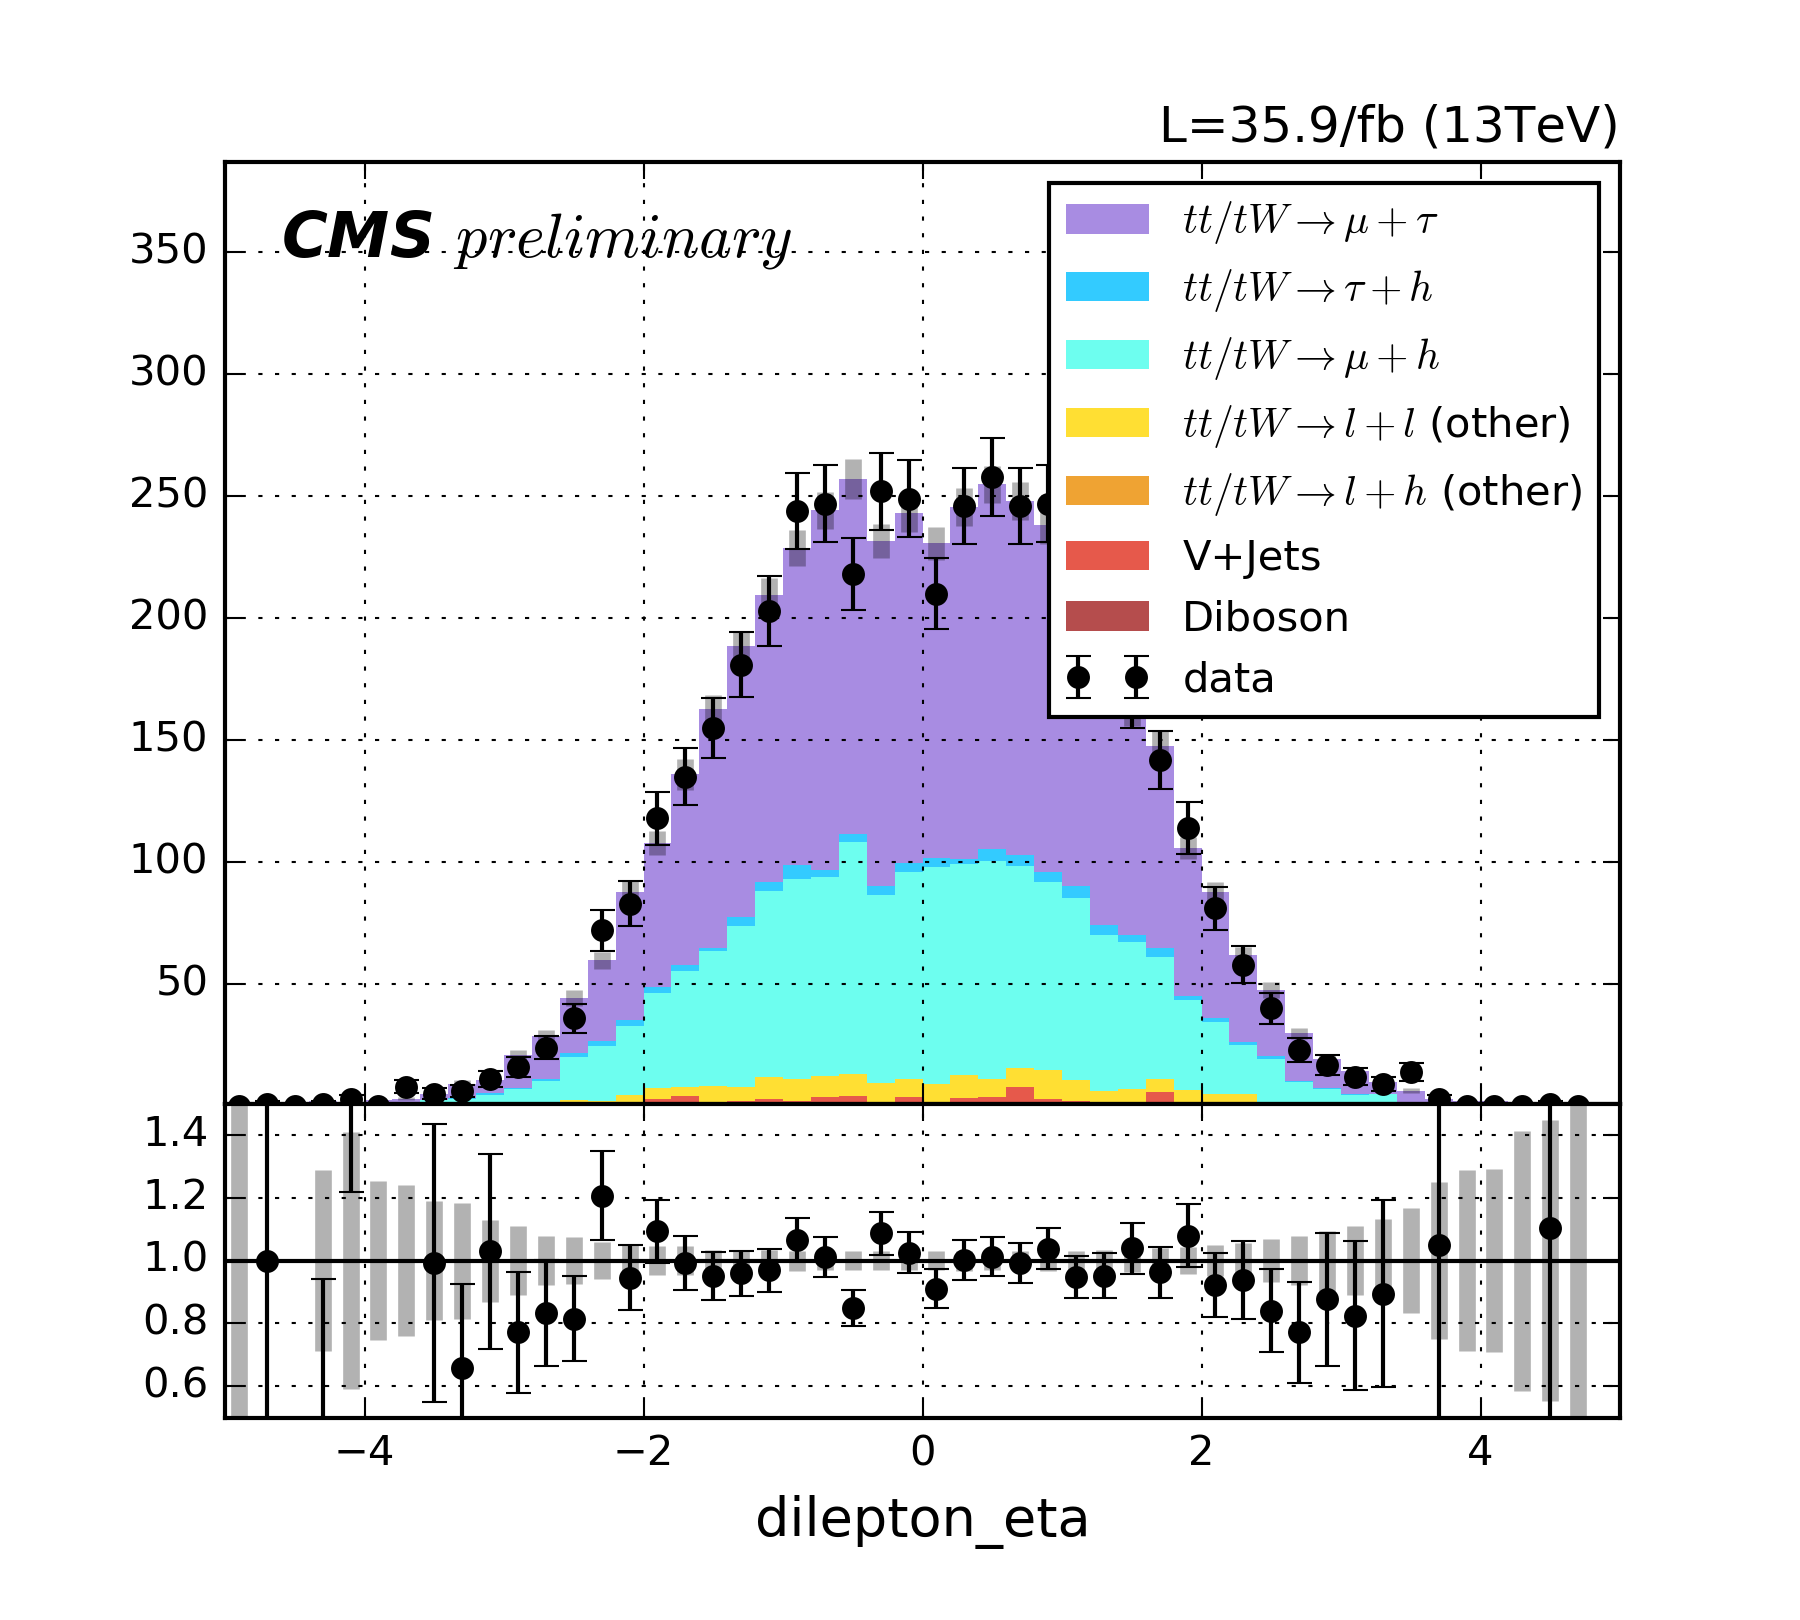 L=35.9/fb (13TeV)
CMS preliminary
tt/tW→μ+τ
tt/tW→τ+h
tt/tW→μ+h
tt/tW→l+l (other)
tt/tW→l+h (other)
V+Jets
Diboson
data
350
300
250
200
150
100
50
1.4
1.2
1.0
0.8
0.6
−4 −2 0 2 4
dilepton_eta